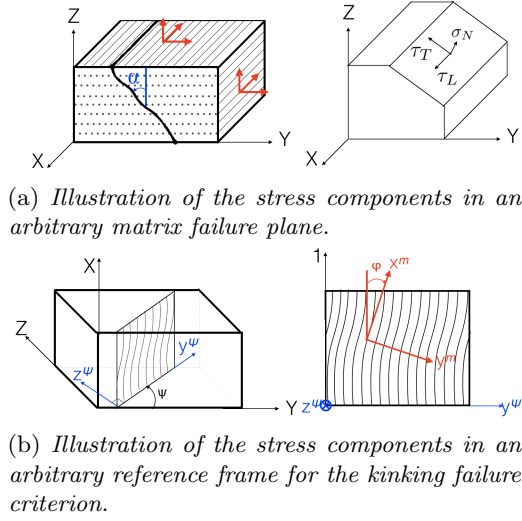 Z
α
Y
X
Z
σ_N
τ_T
τ_L
Y
X
(a) Illustration of the stress components in an
arbitrary matrix failure plane.
X
Z
y^ψ
z^ψ
ψ
Y
1
φ
x^m
y^m
z^ψ
y^ψ
(b) Illustration of the stress components in an
arbitrary reference frame for the kinking failure
criterion.